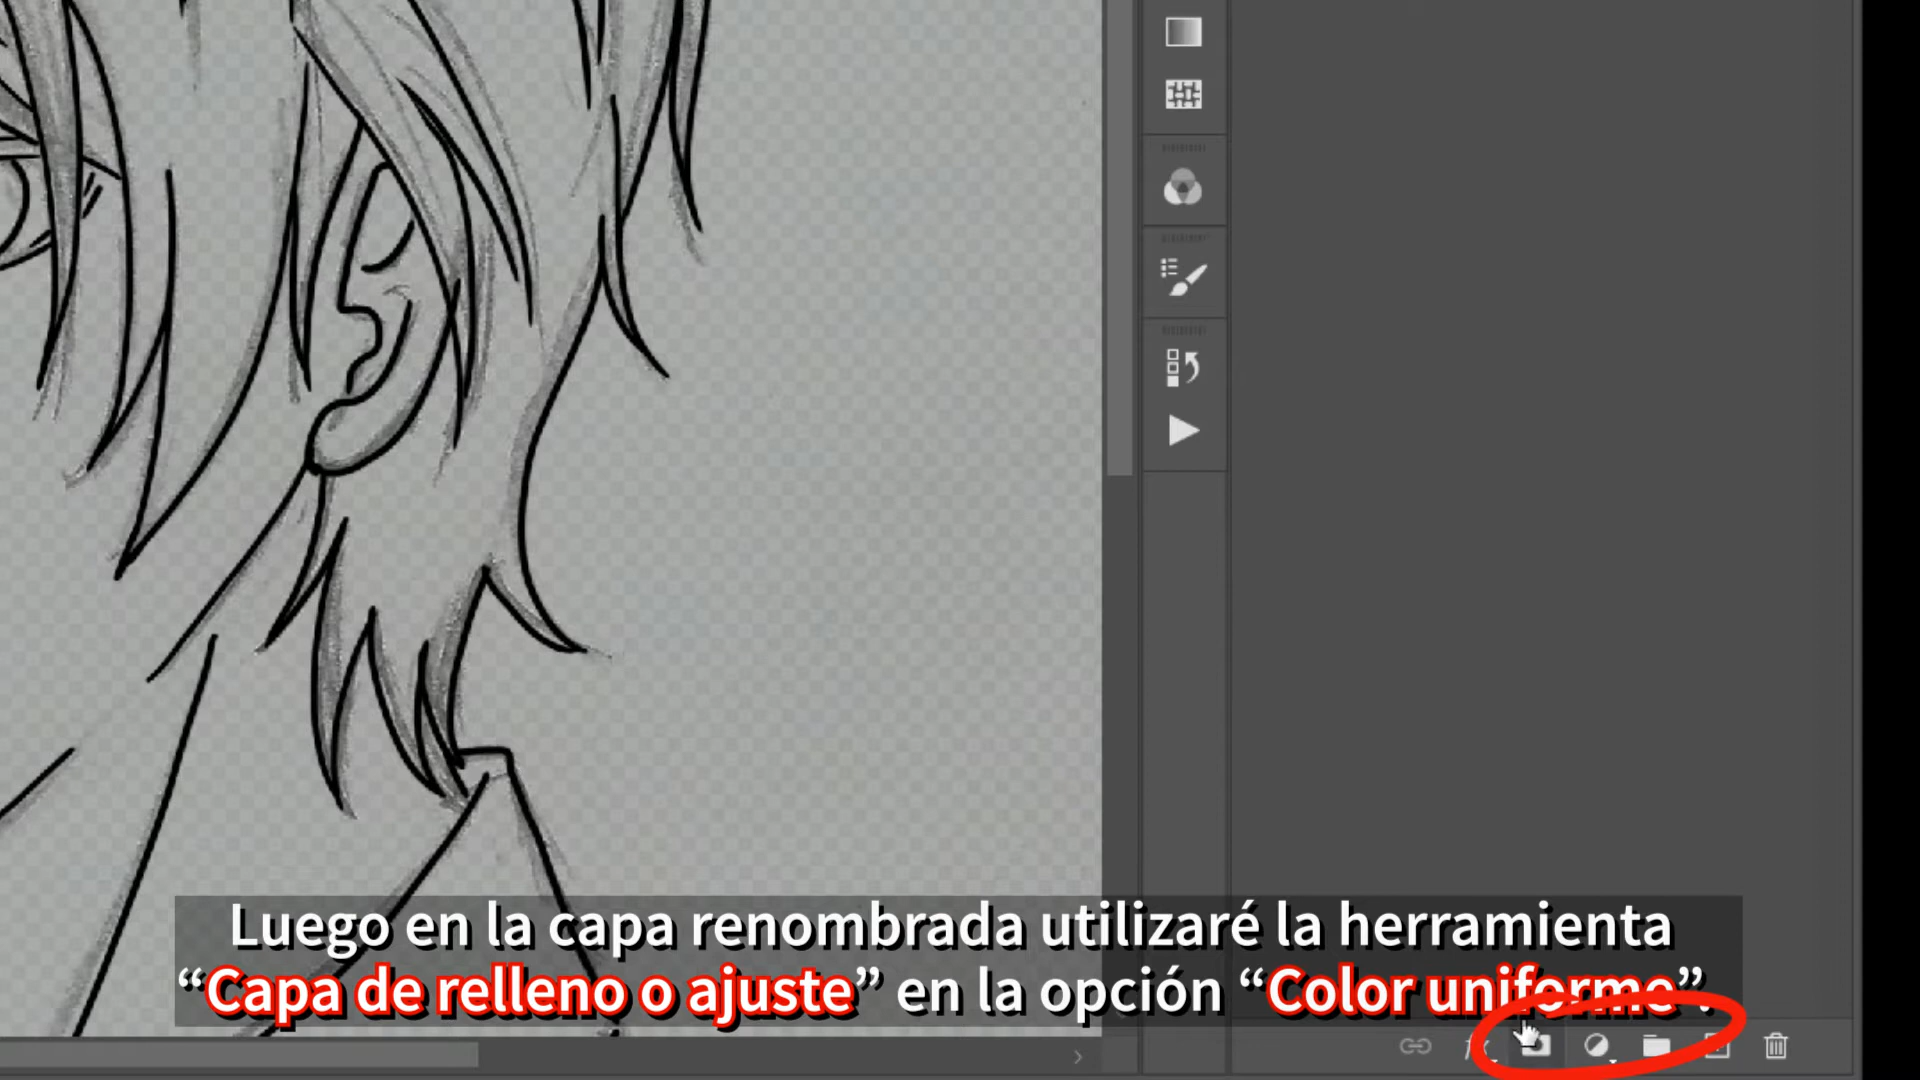 Luego en la capa renombrada utilizaré la herramienta
“Capa de relleno o ajuste” en la opción “Color uniforme”.